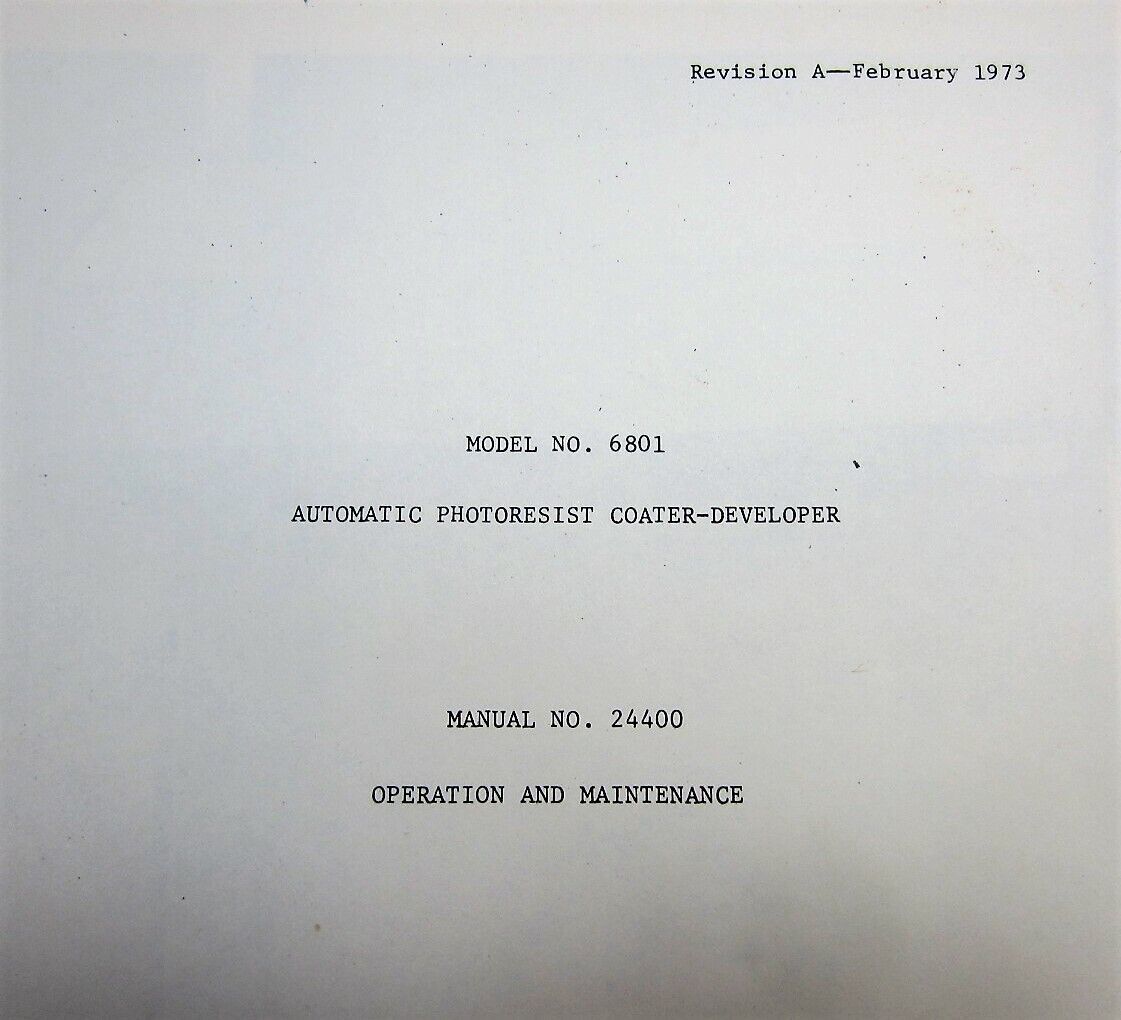 Revision A—February 1973
MODEL NO. 6801
AUTOMATIC PHOTORESIST COATER-DEVELOPER
MANUAL NO. 24400
OPERATION AND MAINTENANCE